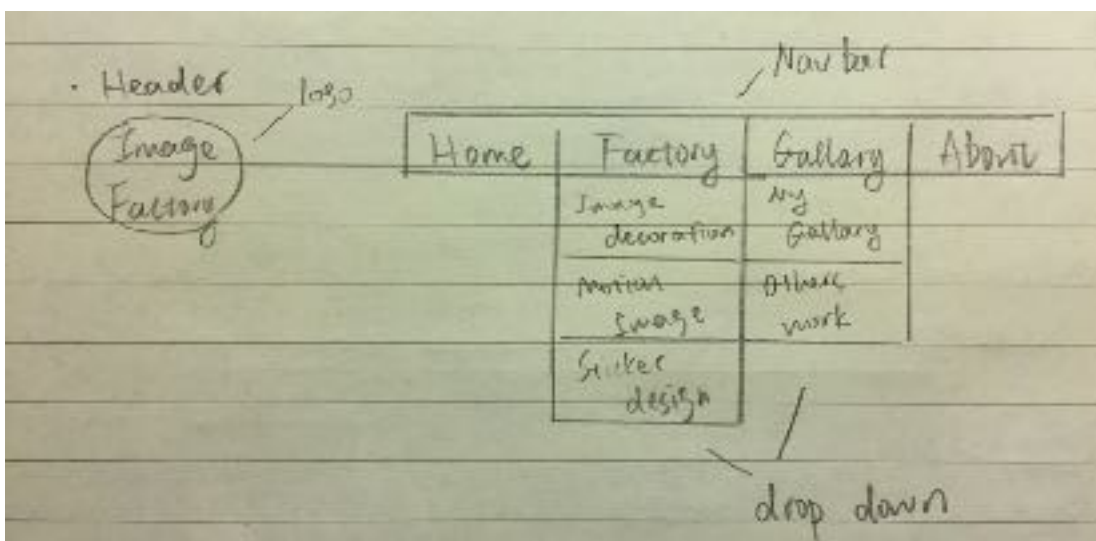 Nav bar
· Header
logo
Image
Factory
Home Factory Gallary About
Image
decoration
Motion
Image
Sticker
design
My
Gallary
Others
work
drop down